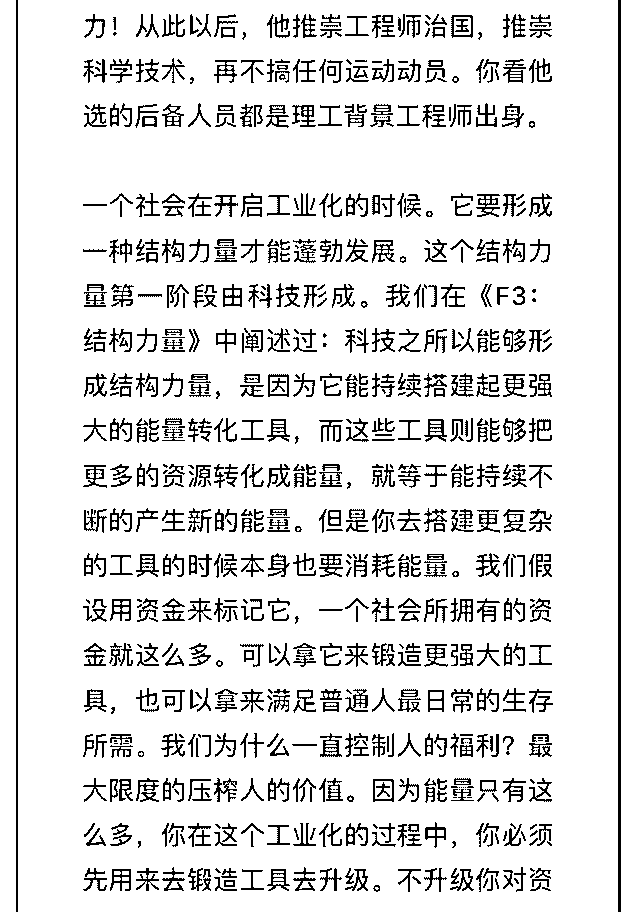 力！从此以后，他推崇工程师治国，推崇
科学技术，再不搞任何运动动员。你看他
选的后备人员都是理工背景工程师出身。
一个社会在开启工业化的时候。它要形成
一种结构力量才能蓬勃发展。这个结构力
量第一阶段由科技形成。我们在《F3：
结构力量》中阐述过：科技之所以能够形
成结构力量，是因为它能持续搭建起更强
大的能量转化工具，而这些工具则能够把
更多的资源转化成能量，就等于能持续不
断的产生新的能量。但是你去搭建更复杂
的工具的时候本身也要消耗能量。我们假
设用资金来标记它，一个社会所拥有的资
金就这么多。可以拿它来锻造更强大的工
具，也可以拿来满足普通人最日常的生存
所需。我们为什么一直控制人的福利？最
大限度的压榨人的价值。因为能量只有这
么多，你在这个工业化的过程中，你必须
先用来去锻造工具去升级。不升级你对资